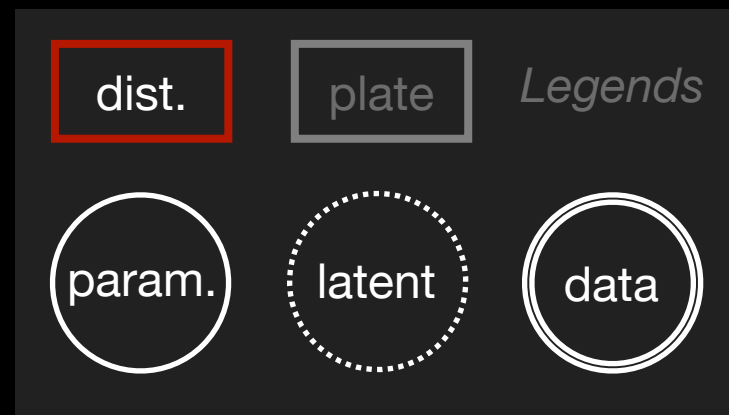 dist.
plate
Legends
param.
latent
data